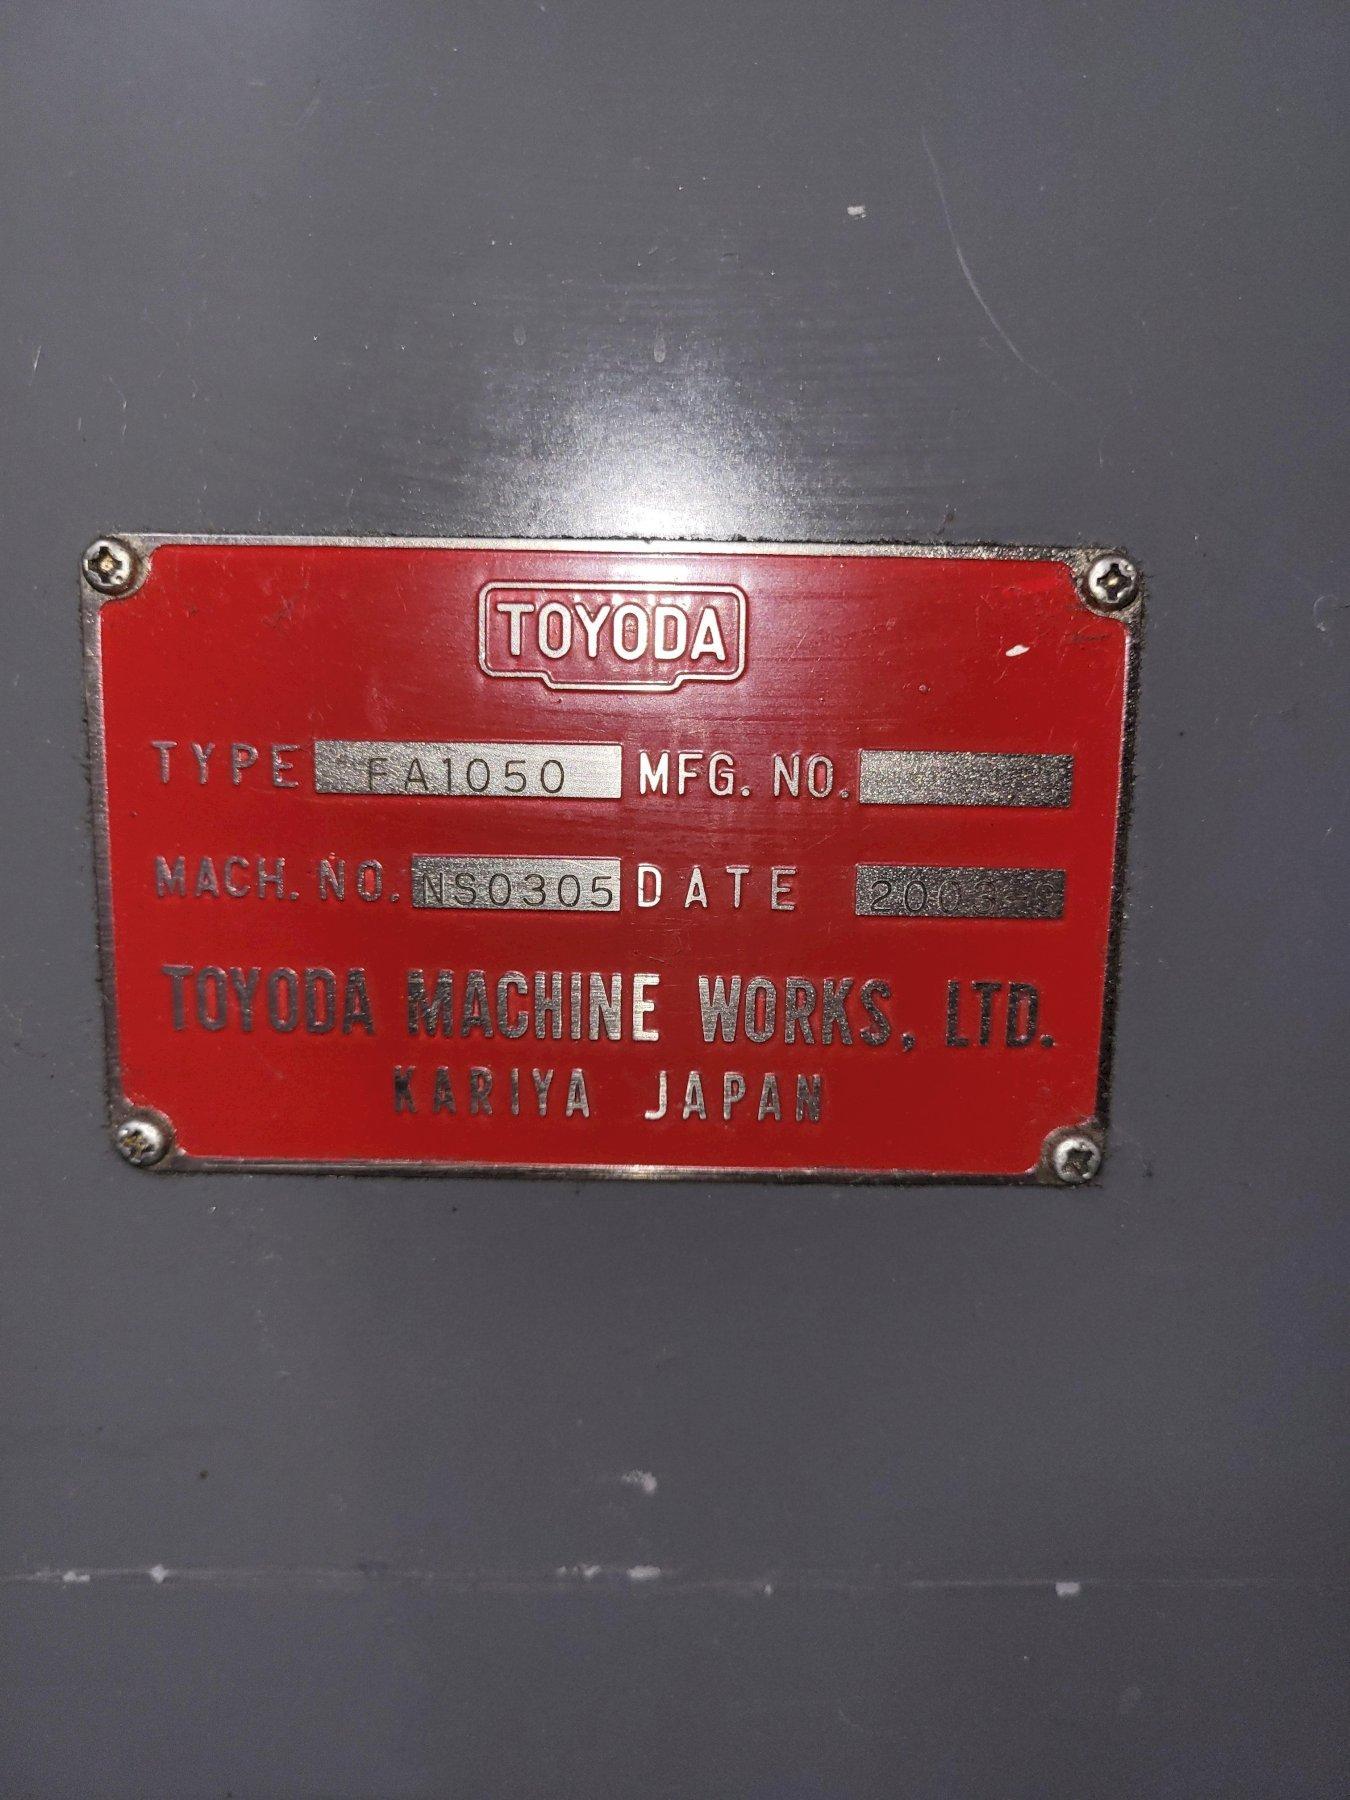 TOYODA
TYPE FA1050 MFG. NO.
MACH. NO. NS0305 DATE
TOYODA MACHINE WORKS, LTD.
KARIYA JAPAN